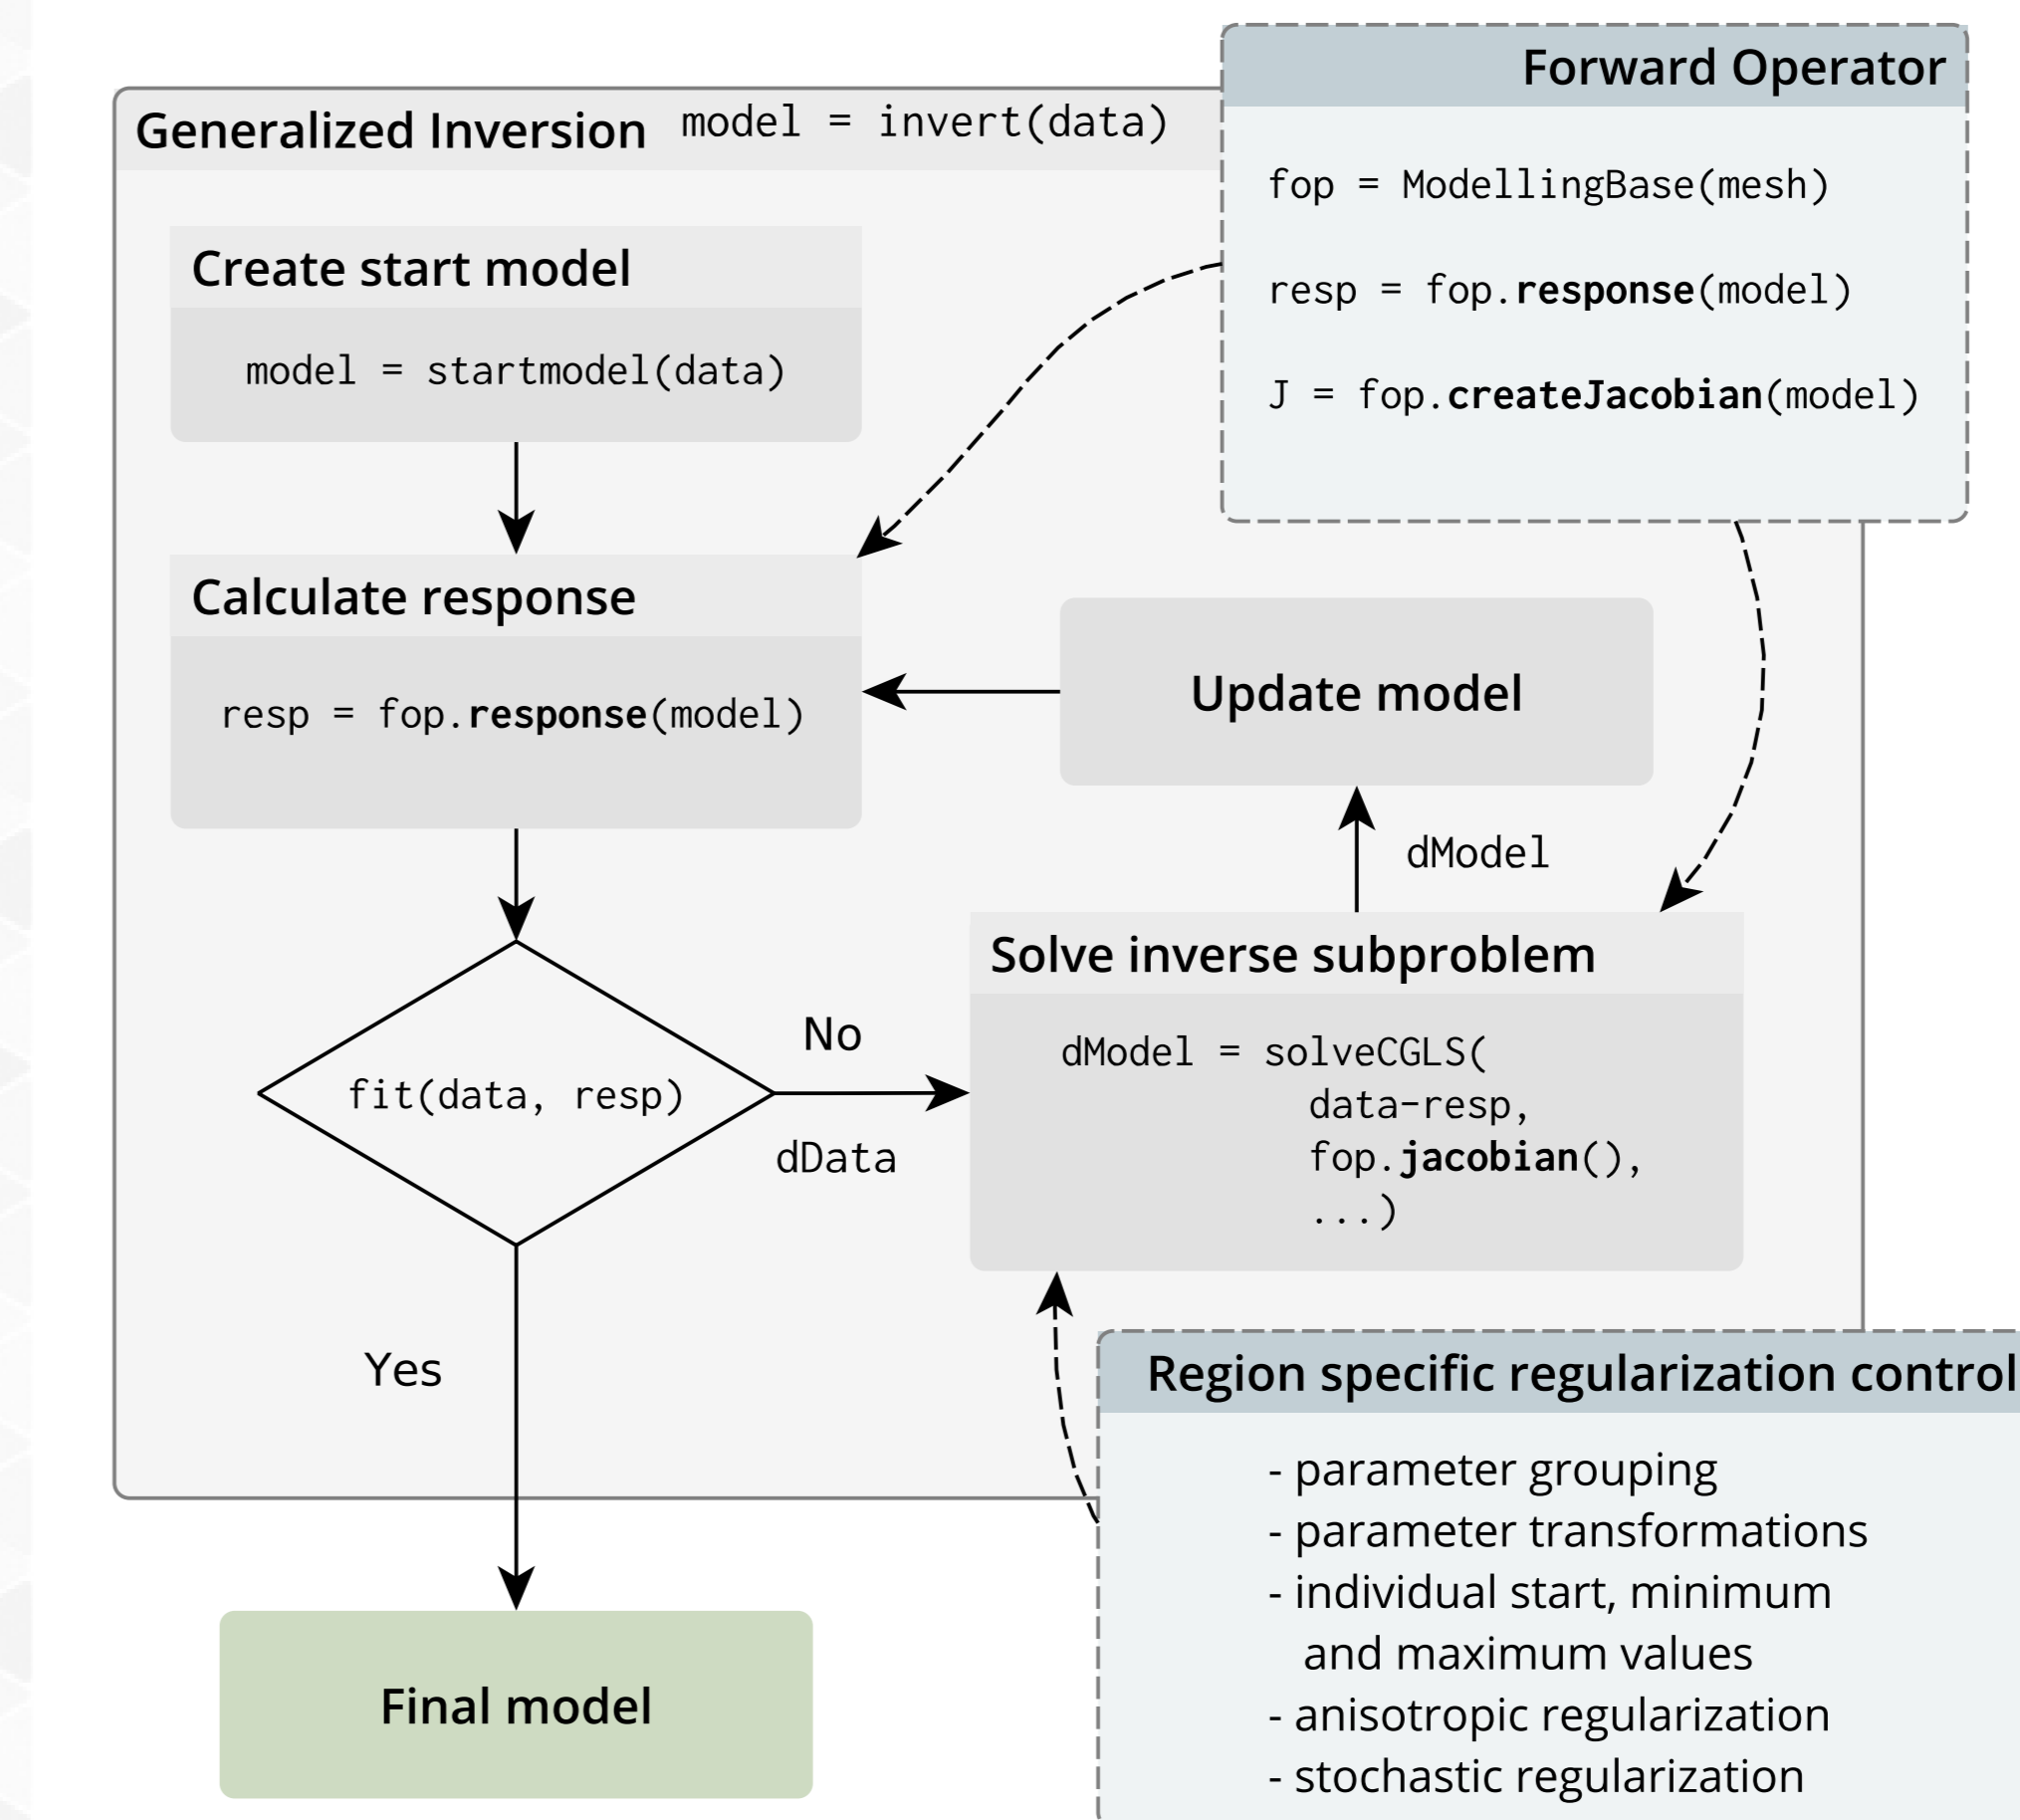 Forward Operator
fop = ModellingBase(mesh)
resp = fop.response(model)
J = fop.createJacobian(model)
Generalized Inversion model = invert(data)
Create start model
model = startmodel(data)
Calculate response
resp = fop.response(model)
Update model
dModel
fit(data, resp)
No
dData
Solve inverse subproblem
dModel = solveCGLS(
data-resp,
fop.jacobian(),
...)
Yes
Final model
Region specific regularization control
- parameter grouping
- parameter transformations
- individual start, minimum
and maximum values
- anisotropic regularization
- stochastic regularization